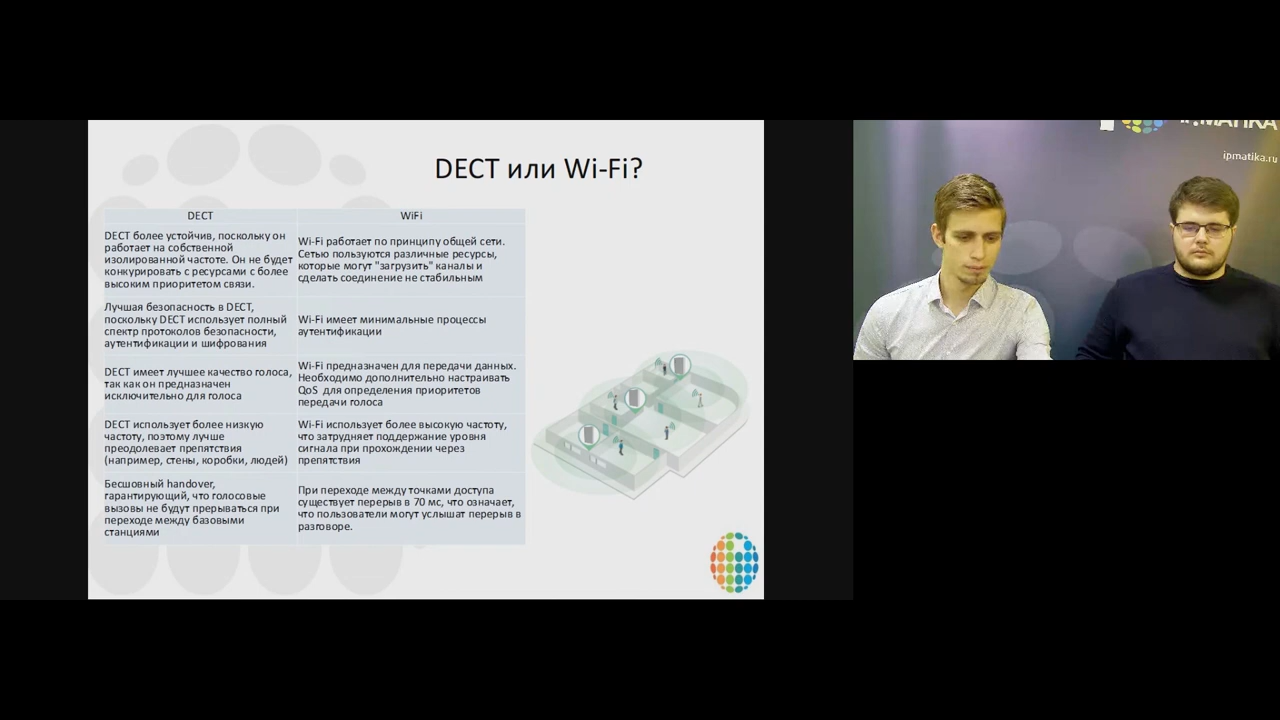 DECT или Wi-Fi?
DECT
WiFi
DECT более устойчив, поскольку он
работает на собственной
изолированной частоте. Он не будет
конкурировать с ресурсами с более
высоким приоритетом связи.
Wi-Fi работает по принципу общей сети.
Сетью пользуются различные ресурсы,
которые могут "загрузить" каналы и
сделать соединение не стабильным
Лучшая безопасность в DECT,
поскольку DECT использует полный
спектр протоколов безопасности,
аутентификации и шифрования
Wi-Fi имеет минимальные процессы
аутентификации
DECT имеет лучшее качество голоса,
так как он предназначен
исключительно для голоса
Wi-Fi предназначен для передачи данных.
Необходимо дополнительно настраивать
QoS для определения приоритетов
передачи голоса
DECT использует более низкую
частоту, поэтому лучше
преодолевает препятствия
(например, стены, коробки, людей)
Wi-Fi использует более высокую частоту,
что затрудняет поддержание уровня
сигнала при прохождении через
препятствия
Бесшовный handover,
гарантирующий, что голосовые
вызовы не будут прерываться при
переходе между базовыми
станциями
При переходе между точками доступа
существует перерыв в 70 мс, что означает,
что пользователи могут услышат перерыв в
разговоре.
ipmatika.ru